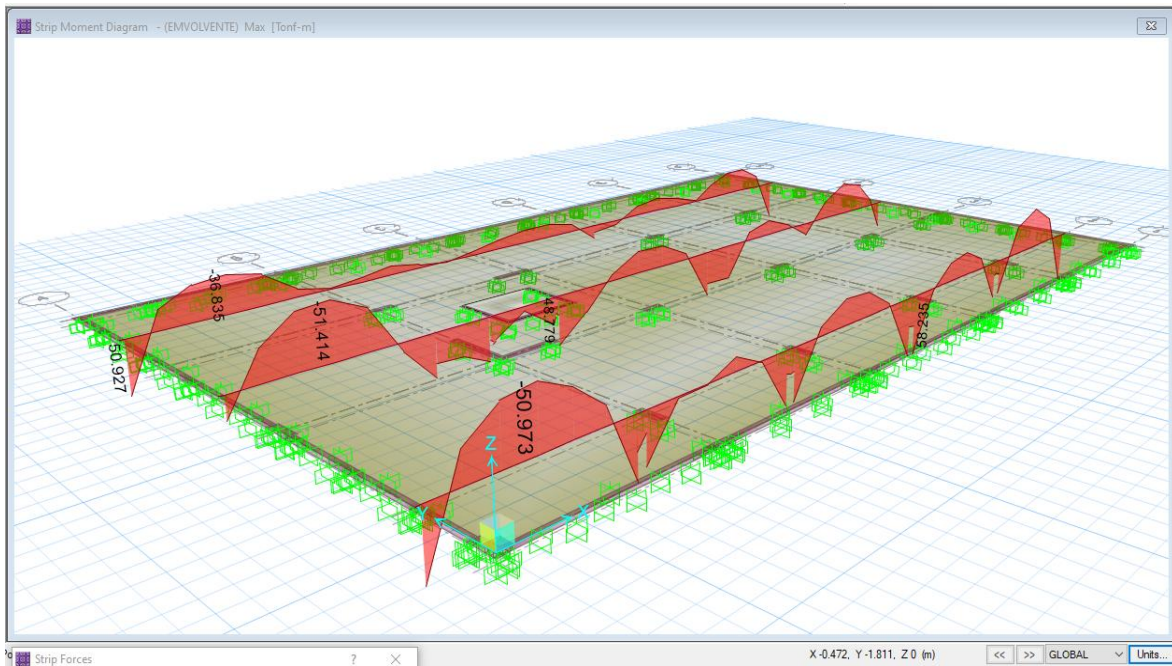 Strip Moment Diagram - (EMVOLVENTE) Max [Tonf-m]
-36.835
50.927
-51.414
48.779
-50.973
58.235
Z
Y
X
X -0.472, Y -1.811, Z 0 (m)
<< >> GLOBAL Units...
Strip Forces ? X